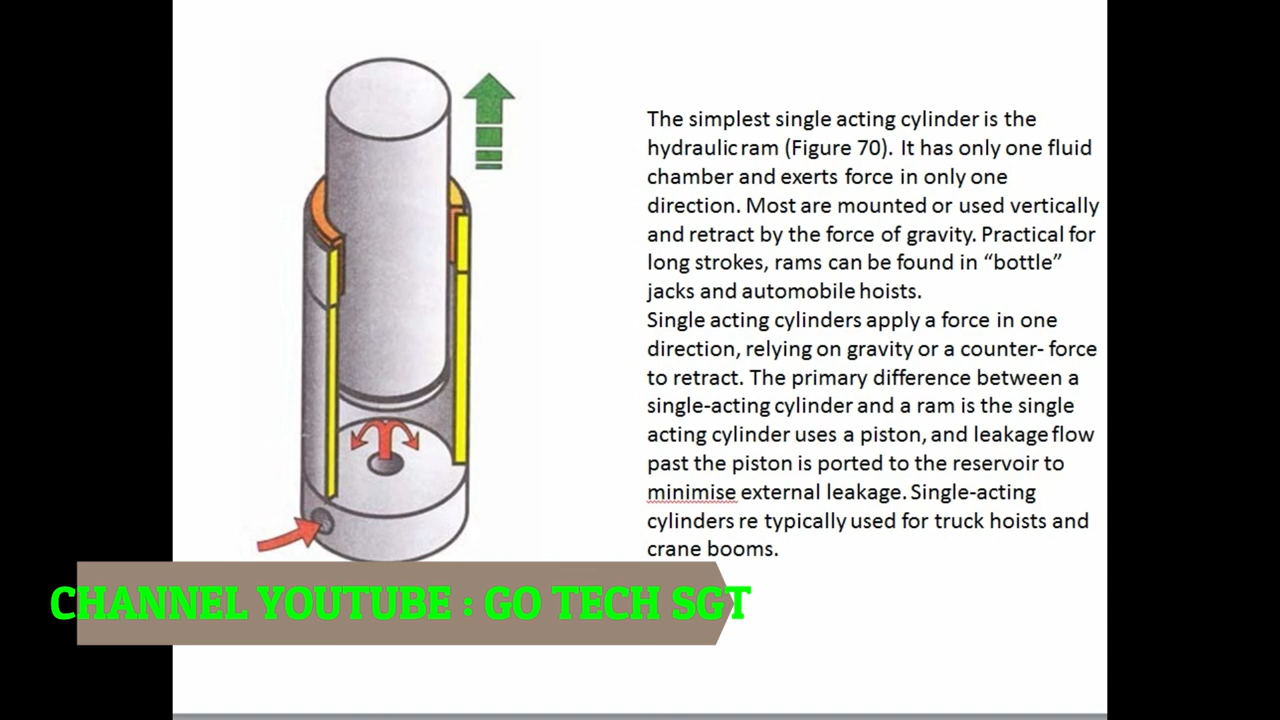 The simplest single acting cylinder is the
hydraulic ram (Figure 70). It has only one fluid
chamber and exerts force in only one
direction. Most are mounted or used vertically
and retract by the force of gravity. Practical for
long strokes, rams can be found in “bottle”
jacks and automobile hoists.
Single acting cylinders apply a force in one
direction, relying on gravity or a counter- force
to retract. The primary difference between a
single-acting cylinder and a ram is the single
acting cylinder uses a piston, and leakage flow
past the piston is ported to the reservoir to
minimise external leakage. Single-acting
cylinders re typically used for truck hoists and
crane booms.
CHANNEL YOUTUBE : GO TECH SGT